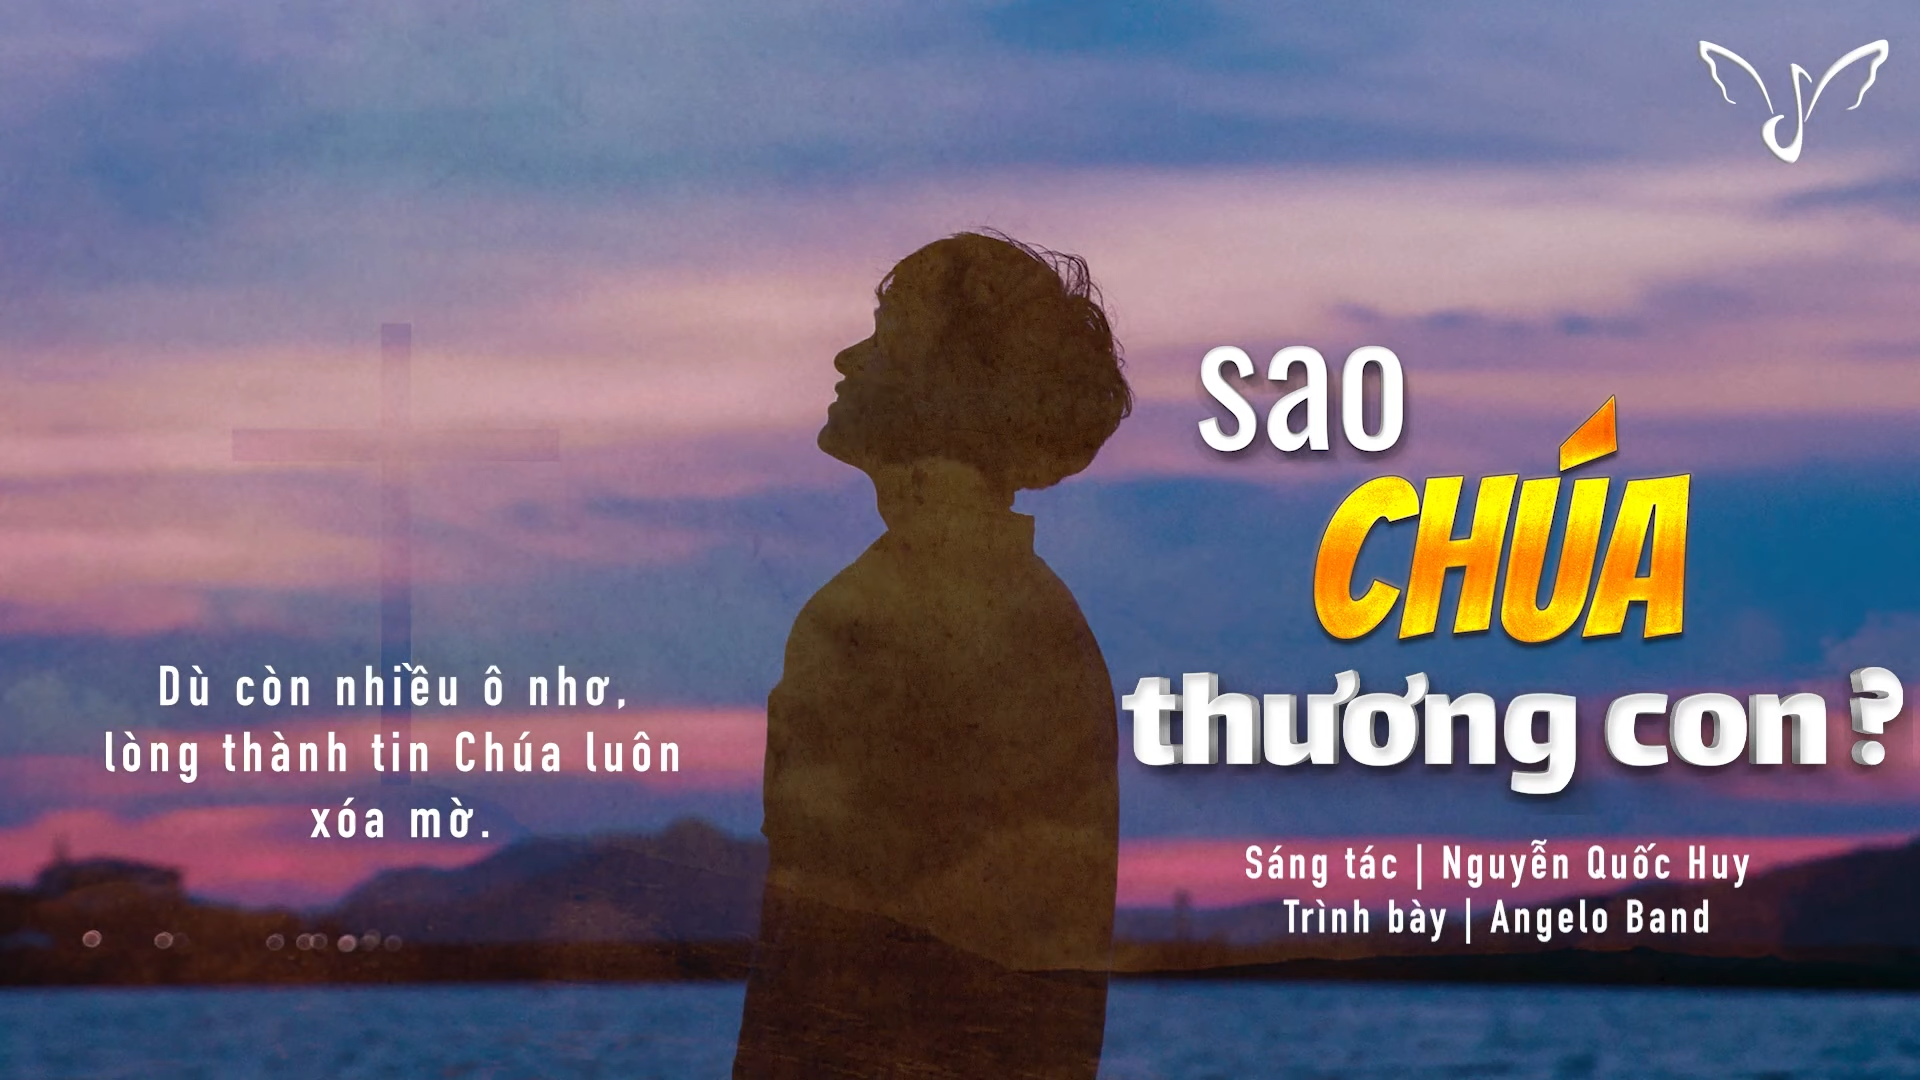 sao
CHÚA
thương con?
Dù còn nhiều ô nhơ,
lòng thành tin Chúa luôn
xóa mờ.
Sáng tác | Nguyễn Quốc Huy
Trình bày | Angelo Band